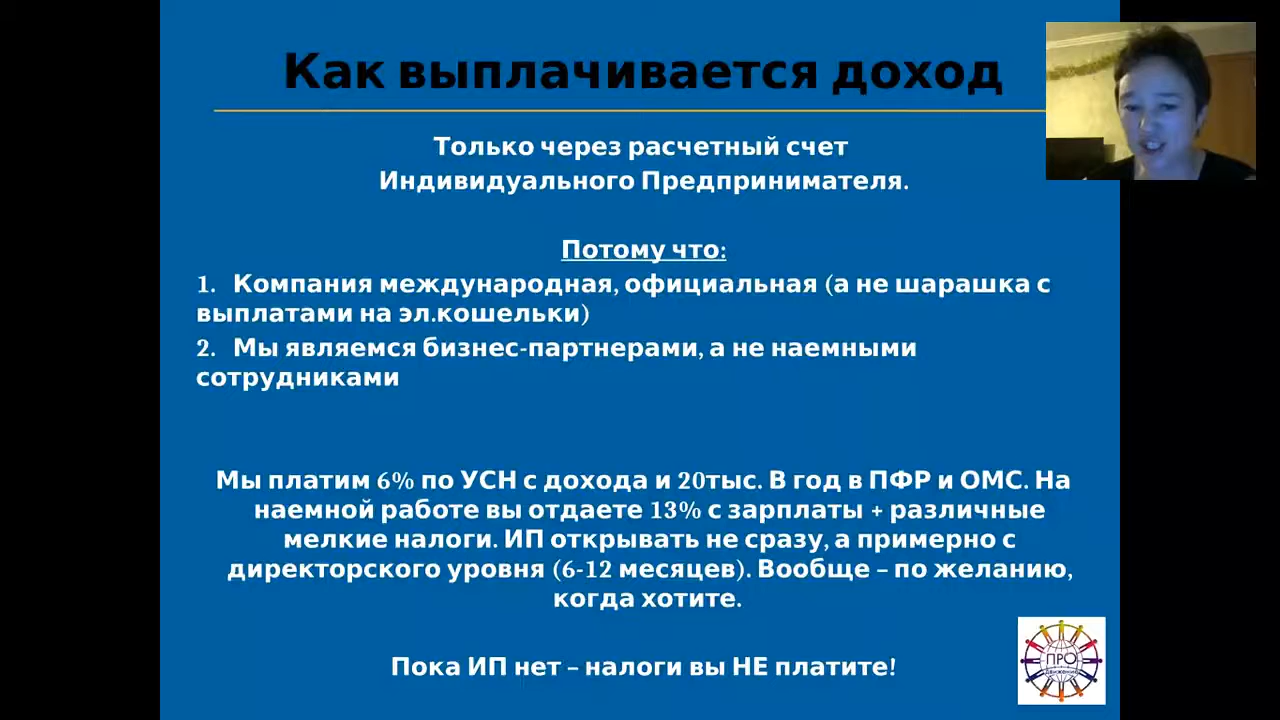 Как выплачивается доход
Только через расчетный счет
Индивидуального Предпринимателя.
Потому что:
1. Компания международная, официальная (а не шарашка с
выплатами на эл.кошельки)
2. Мы являемся бизнес-партнерами, а не наемными
сотрудниками
Мы платим 6% по УСН с дохода и 20тыс. В год в ПФР и ОМС. На
наемной работе вы отдаете 13% с зарплаты + различные
мелкие налоги. ИП открывать не сразу, а примерно с
директорского уровня (6-12 месяцев). Вообще – по желанию,
когда хотите.
Пока ИП нет – налоги вы НЕ платите!
ПРО
движение